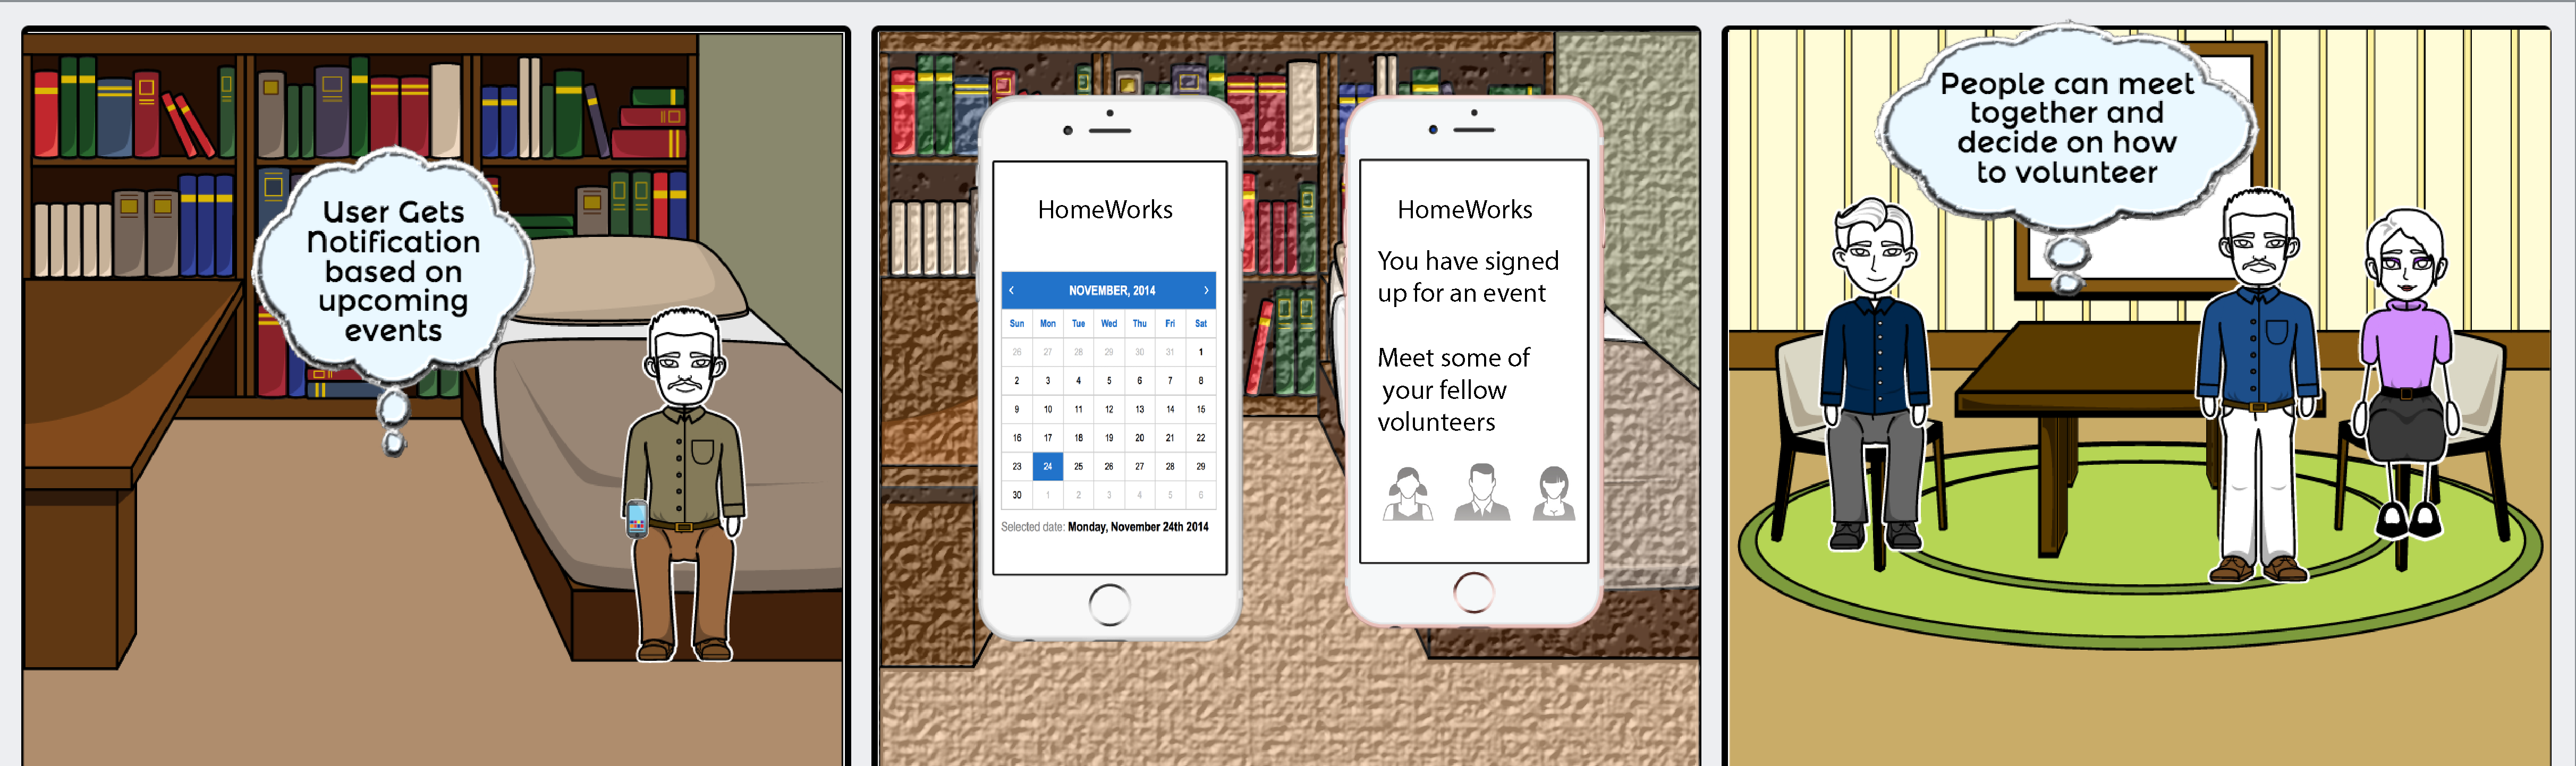 User Gets
Notification
based on
upcoming
events
HomeWorks
‹ NOVEMBER, 2014 ›
Sun Mon Tue Wed Thu Fri Sat
26 27 28 29 30 31 1
2 3 4 5 6 7 8
9 10 11 12 13 14 15
16 17 18 19 20 21 22
23 24 25 26 27 28 29
30 1 2 3 4 5 6
Selected date: Monday, November 24th 2014
HomeWorks
You have signed
up for an event
Meet some of
your fellow
volunteers
People can meet
together and
decide on how
to volunteer